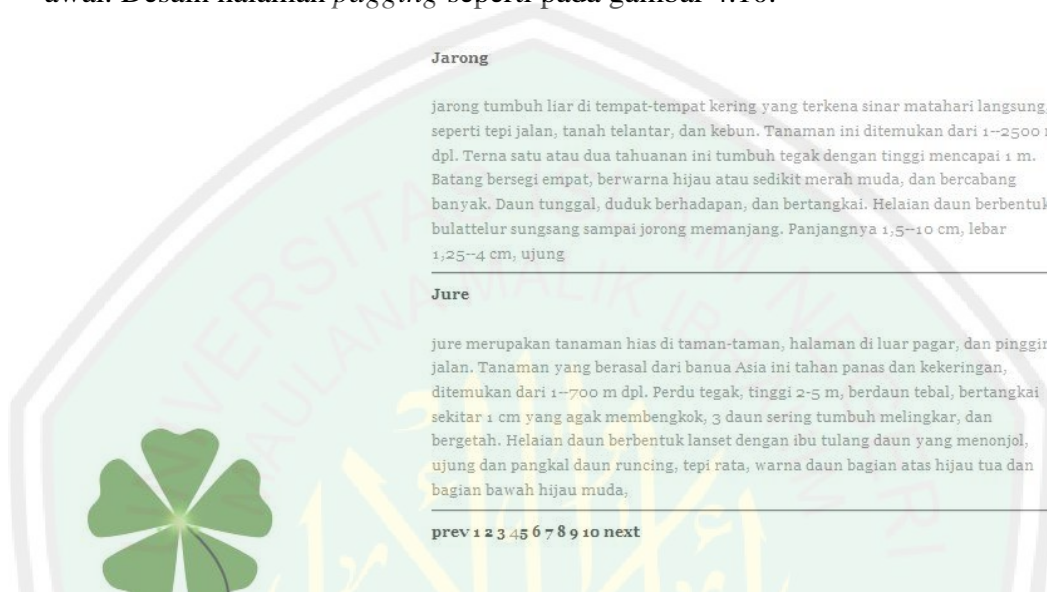 awal. Desain halaman pagging seperti pada gambar 4.16.
Jarong
jarong tumbuh liar di tempat-tempat kering yang terkena sinar matahari langsung,
seperti tepi jalan, tanah telantar, dan kebun. Tanaman ini ditemukan dari 1--2500 m
dpl. Terna satu atau dua tahuanan ini tumbuh tegak dengan tinggi mencapai 1 m.
Batang bersegi empat, berwarna hijau atau sedikit merah muda, dan bercabang
banyak. Daun tunggal, duduk berhadapan, dan bertangkai. Helaian daun berbentuk
bulattelur sungsang sampai jorong memanjang. Panjangnya 1,5--10 cm, lebar
1,25--4 cm, ujung
Jure
jure merupakan tanaman hias di taman-taman, halaman di luar pagar, dan pinggir
jalan. Tanaman yang berasal dari banua Asia ini tahan panas dan kekeringan,
ditemukan dari 1--700 m dpl. Perdu tegak, tinggi 2-5 m, berdaun tebal, bertangkai
sekitar 1 cm yang agak membengkok, 3 daun sering tumbuh melingkar, dan
bergetah. Helaian daun berbentuk lanset dengan ibu tulang daun yang menonjol,
ujung dan pangkal daun runcing, tepi rata, warna daun bagian atas hijau tua dan
bagian bawah hijau muda,
prev 1 2 3 45 6 7 8 9 10 next
UNIVERSITAS ISLAM NEGERI
MAULANA MALIK IBRAHIM